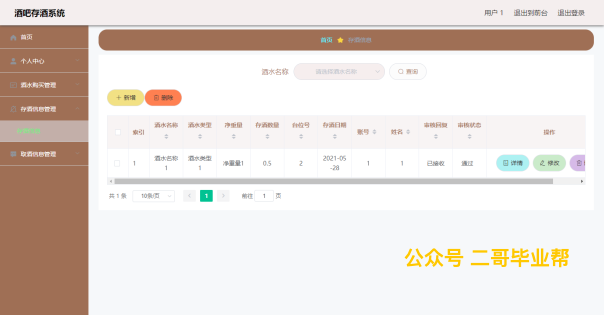 酒吧存酒系统
用户 1 退出到前台 退出登录
首页
个人中心
酒水购买管理
存酒信息管理
取酒信息管理
首页 ⭐ 存酒信息
酒水名称 酒水名称 查询
+ 新增 删除
索引 酒水名称 酒水类型 净重量 存酒数量 台位号 存酒日期 账号 姓名 审核回复 审核状态 操作
1 酒水名称1 酒水类型1 净重量1 0.5 2 2021-05-28 1 1 已接收 通过 详情 修改
共 1 条 10条/页 1 前往 1 页
公众号 二哥毕业帮